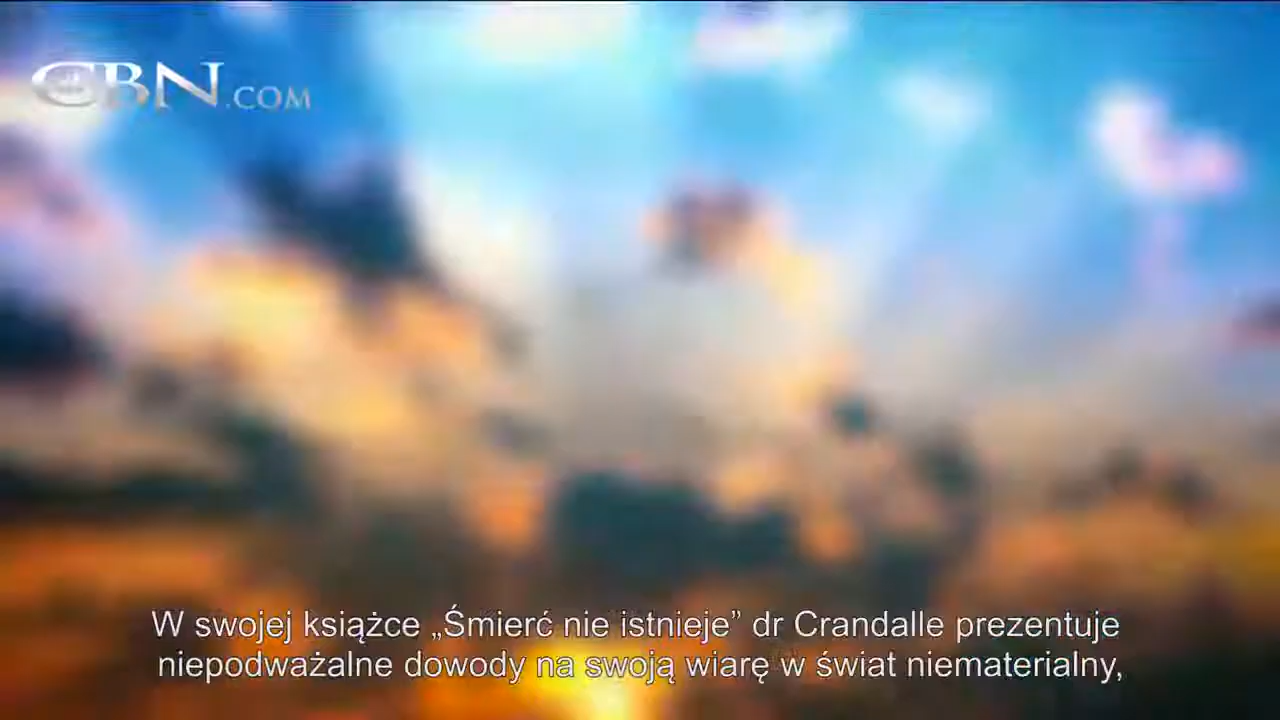 CBN.COM
W swojej książce „Śmierć nie istnieje” dr Crandalle prezentuje
niepodważalne dowody na swoją wiarę w świat niematerialny,